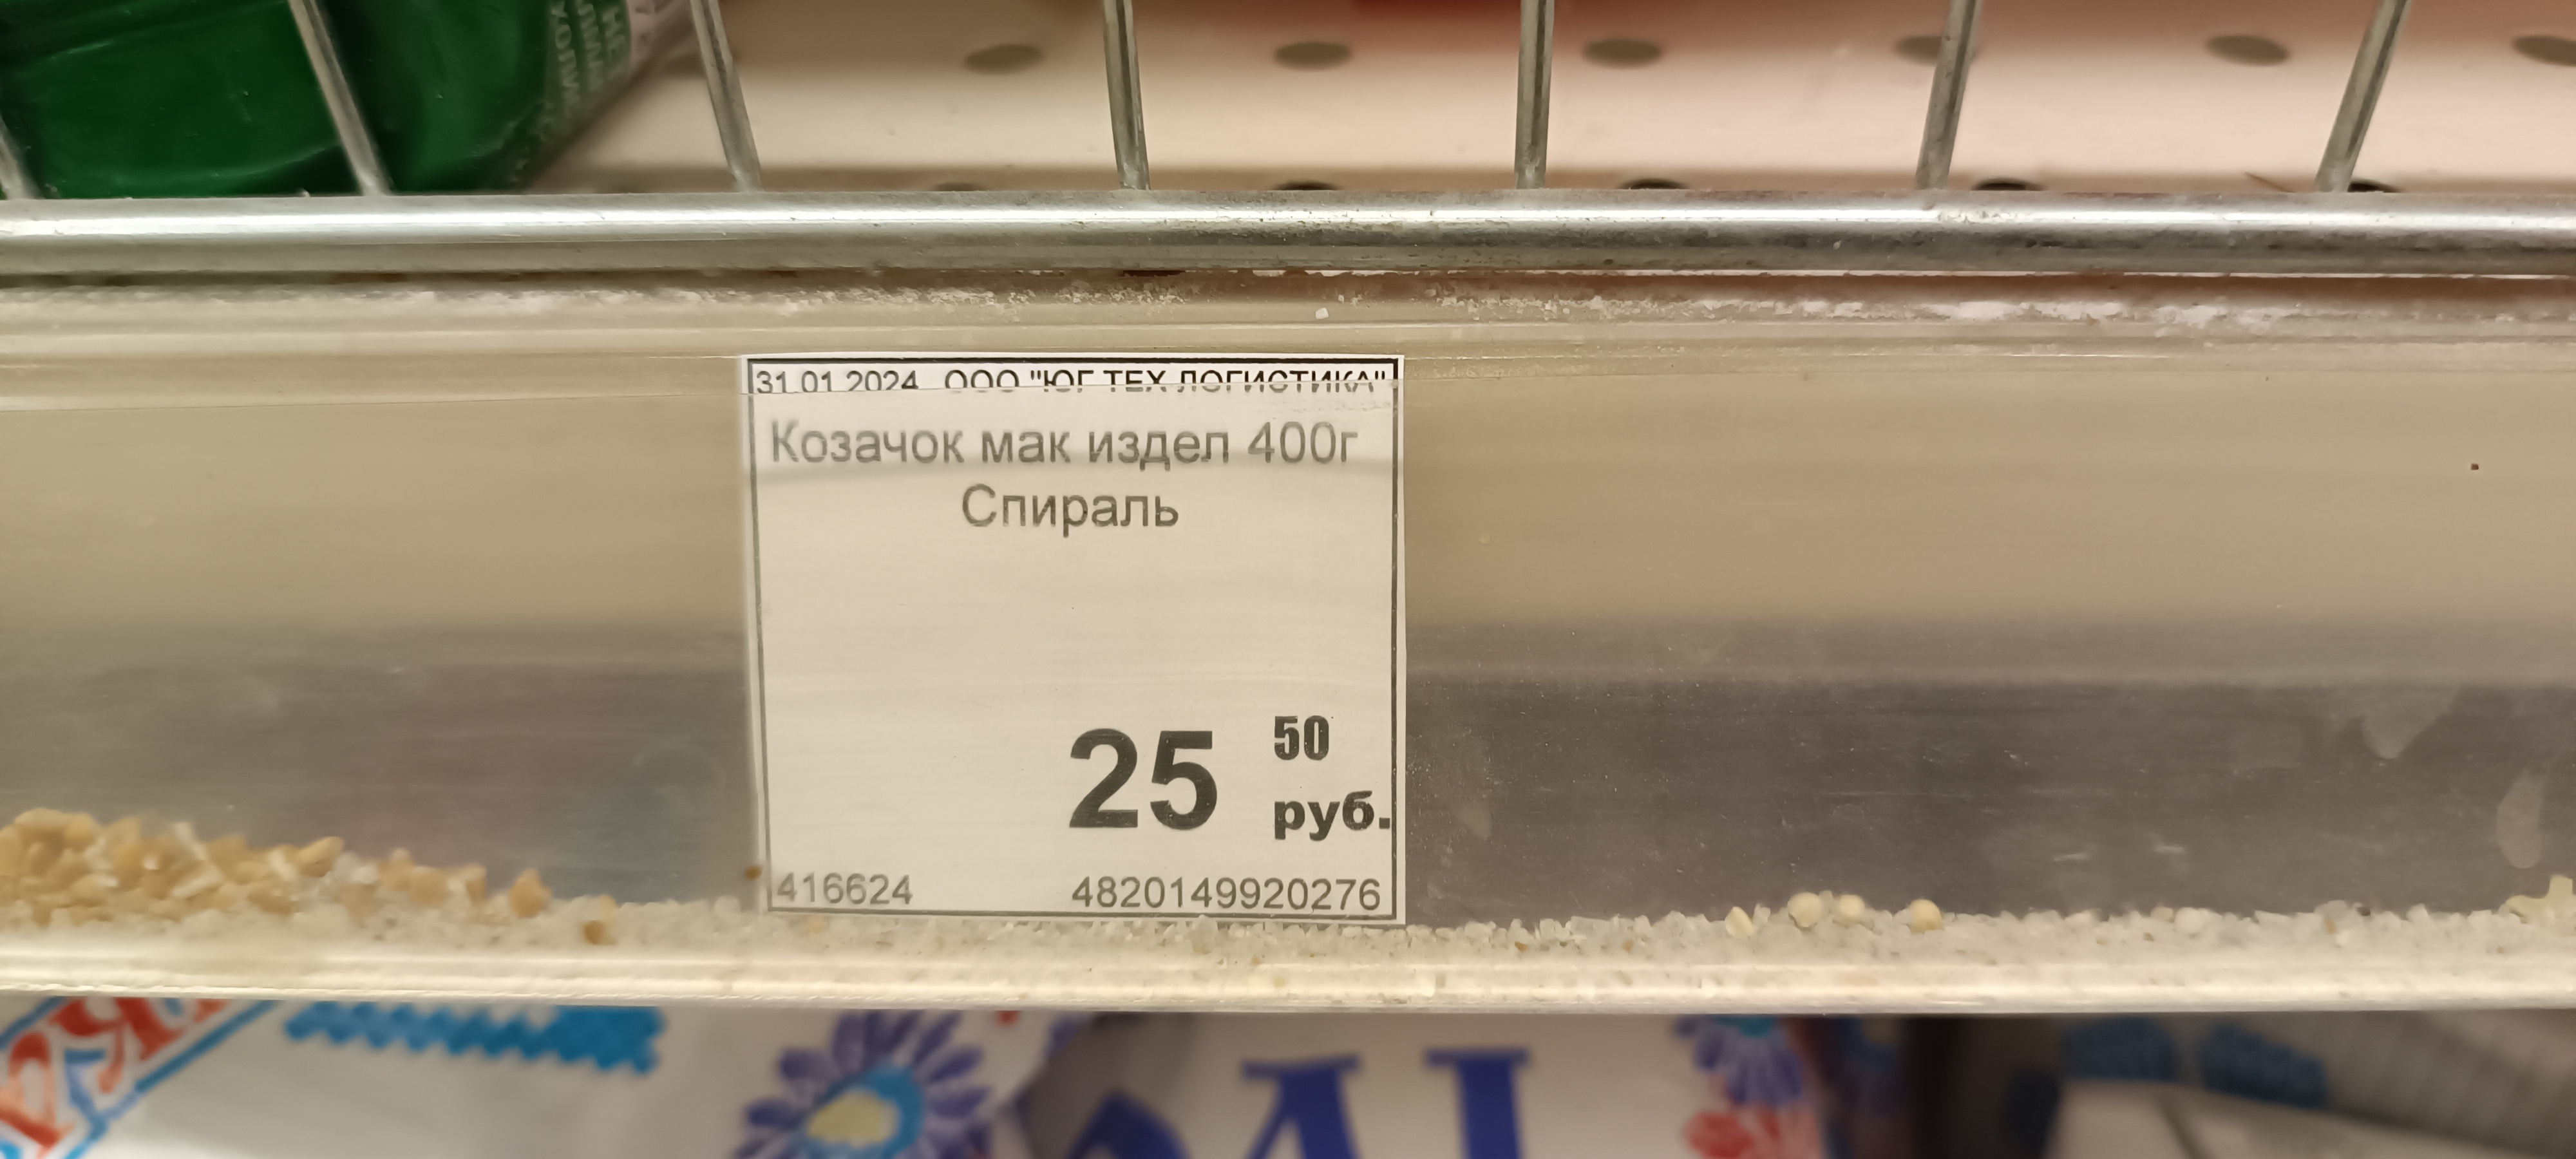 31.01.2024 ООО "ЮГ ТЕХ ЛОГИСТИКА"
Козачок мак издел 400г
Спираль
25 50
руб.
416624 4820149920276